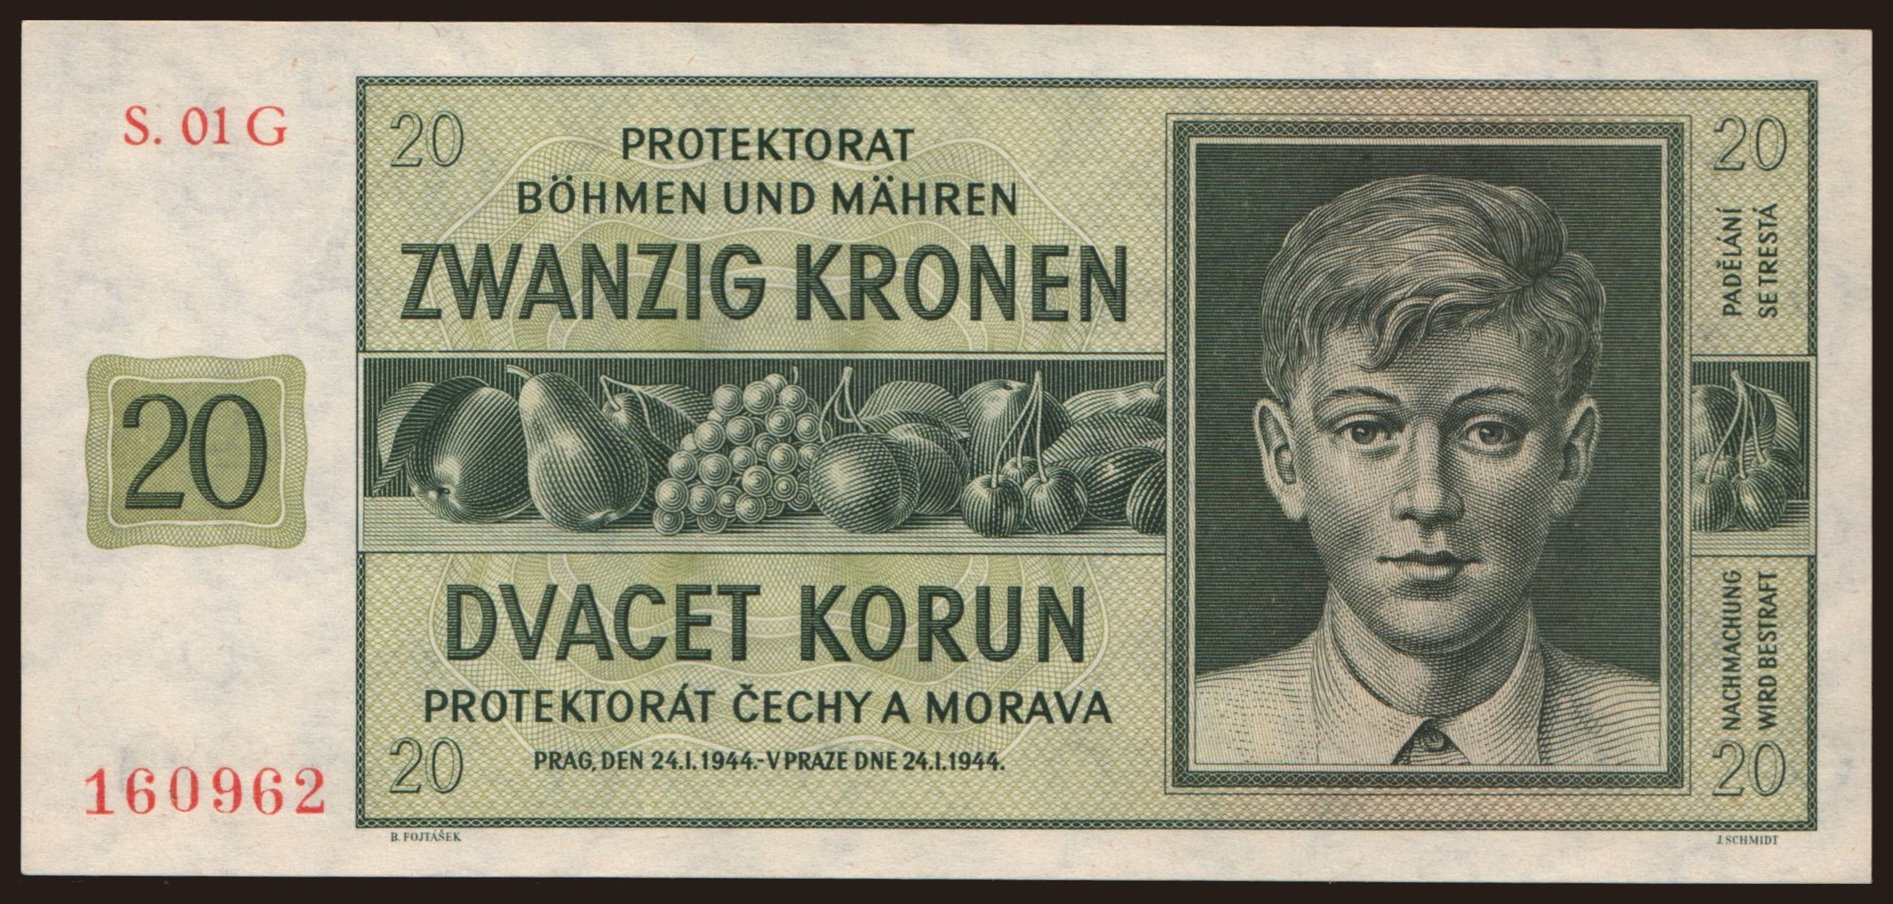 S. 01 G
20
PROTEKTORAT
BÖHMEN UND MÄHREN
ZWANZIG KRONEN
20
PADĚLÁNÍ
SE TRESTÁ
20
DVACET KORUN
PROTEKTORÁT ČECHY A MORAVA
PRAG, DEN 24.I.1944.-V PRAZE DNE 24.I.1944.
NACHMACHUNG
WIRD BESTRAFT
160962
20
20
B. FOJTÁŠEK
J. SCHMIDT